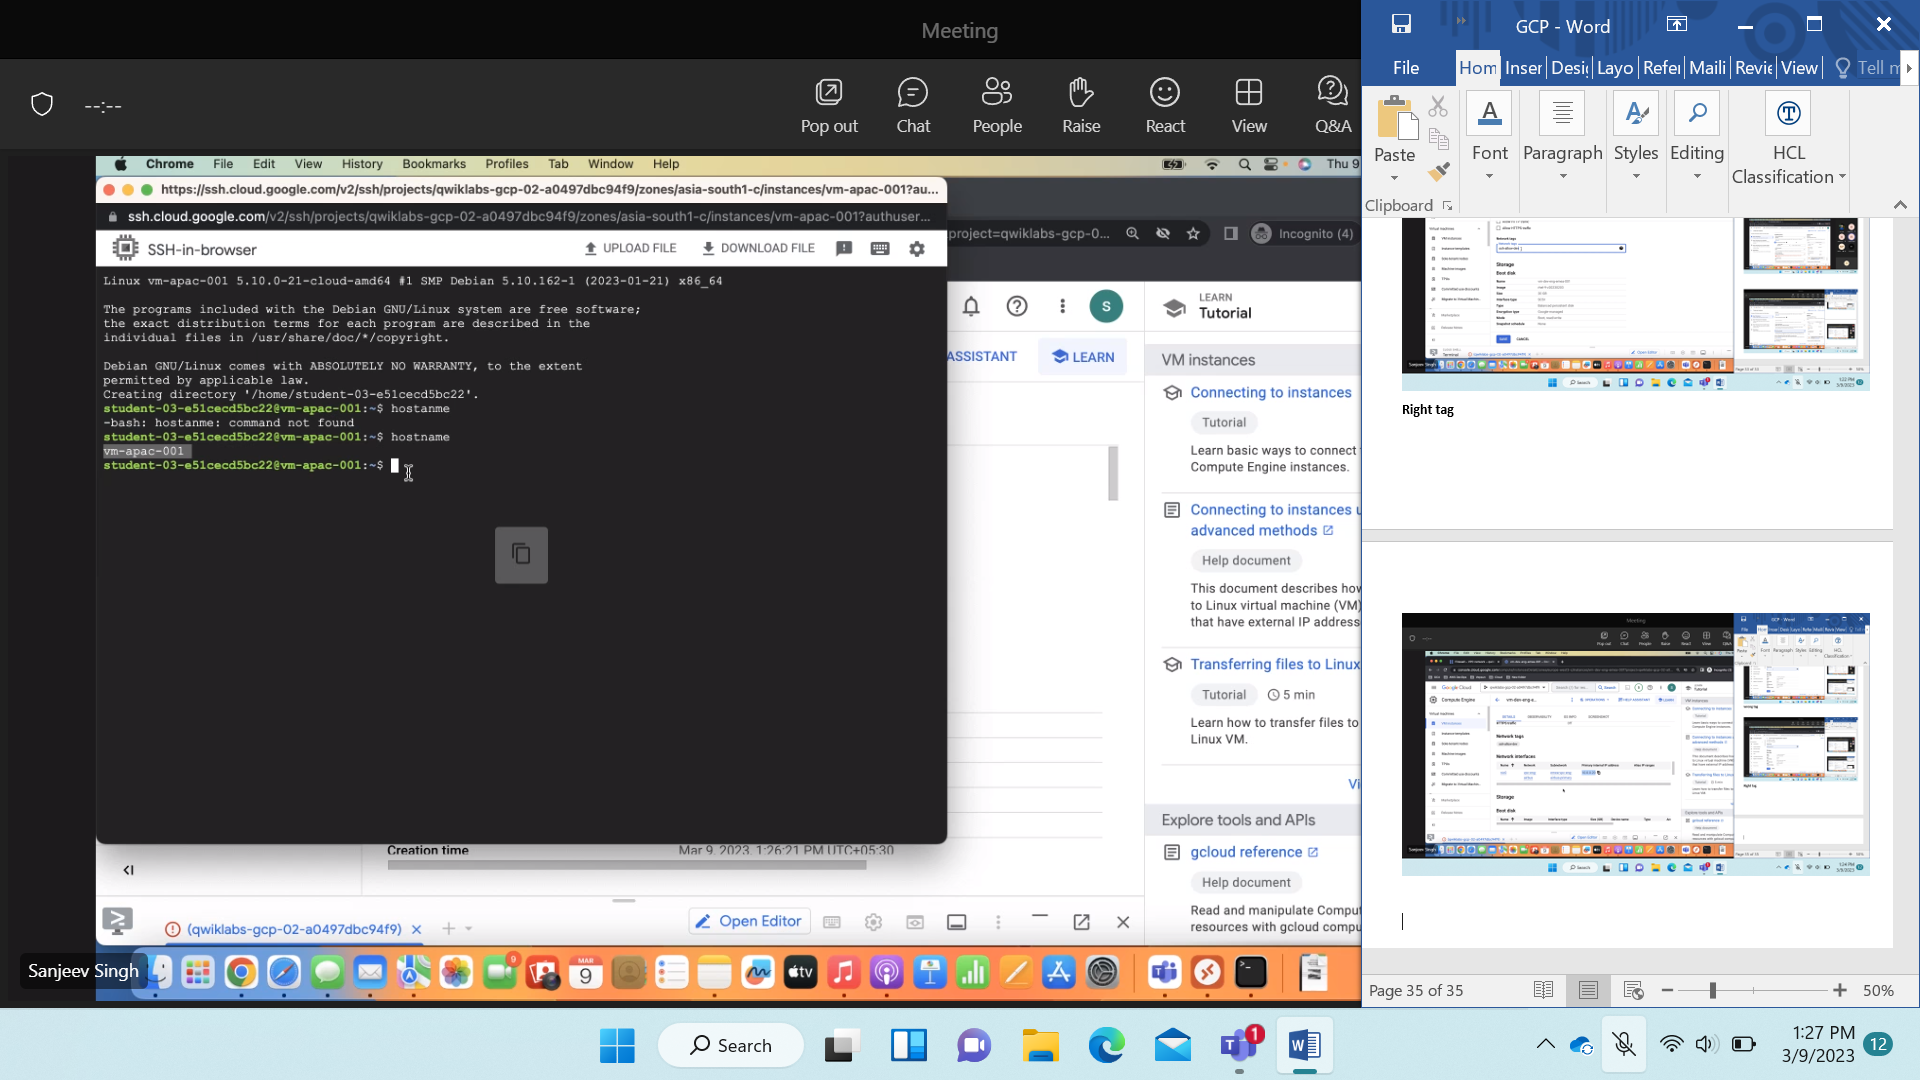 Meeting
--:--
Pop out
Chat
People
Raise
React
View
Q&A
Chrome File Edit View History Bookmarks Profiles Tab Window Help
Thu 9
https://ssh.cloud.google.com/v2/ssh/projects/qwiklabs-gcp-02-a0497dbc94f9/zones/asia-south1-c/instances/vm-apac-001?au...
ssh.cloud.google.com/v2/ssh/projects/qwiklabs-gcp-02-a0497dbc94f9/zones/asia-south1-c/instances/vm-apac-001?authuser...
project=qwiklabs-gcp-0...
Incognito (4)
SSH-in-browser
UPLOAD FILE
DOWNLOAD FILE
Linux vm-apac-001 5.10.0-21-cloud-amd64 #1 SMP Debian 5.10.162-1 (2023-01-21) x86_64
The programs included with the Debian GNU/Linux system are free software;
the exact distribution terms for each program are described in the
individual files in /usr/share/doc/*/copyright.
Debian GNU/Linux comes with ABSOLUTELY NO WARRANTY, to the extent
permitted by applicable law.
Creating directory '/home/student-03-e51cecd5bc22'.
student-03-e51cecd5bc22@vm-apac-001:~$ hostanme
-bash: hostanme: command not found
student-03-e51cecd5bc22@vm-apac-001:~$ hostname
vm-apac-001
student-03-e51cecd5bc22@vm-apac-001:~$
S
ASSISTANT
LEARN
LEARN
Tutorial
VM instances
Connecting to instances
Tutorial
Learn basic ways to connect
Compute Engine instances.
Connecting to instances u
advanced methods
Help document
This document describes how
to Linux virtual machine (VM)
that have external IP address
Transferring files to Linux
Tutorial
5 min
Learn how to transfer files to
Linux VM.
Vi
Explore tools and APIs
gcloud reference
Help document
Read and manipulate Compu
resources with gcloud compu
Creation time
Mar 9, 2023, 1:26:21 PM UTC+05:30
(qwiklabs-gcp-02-a0497dbc94f9)
Open Editor
Sanjeev Singh
MAR
9
9
tv
GCP - Word
File Hom Inser Desig Layo Refer Maili Revie View Tell m
Paste
Clipboard
Font
Paragraph
Styles
Editing
HCL
Classification
Right tag
Page 35 of 35
50%
Search
1
1:27 PM
3/9/2023
12